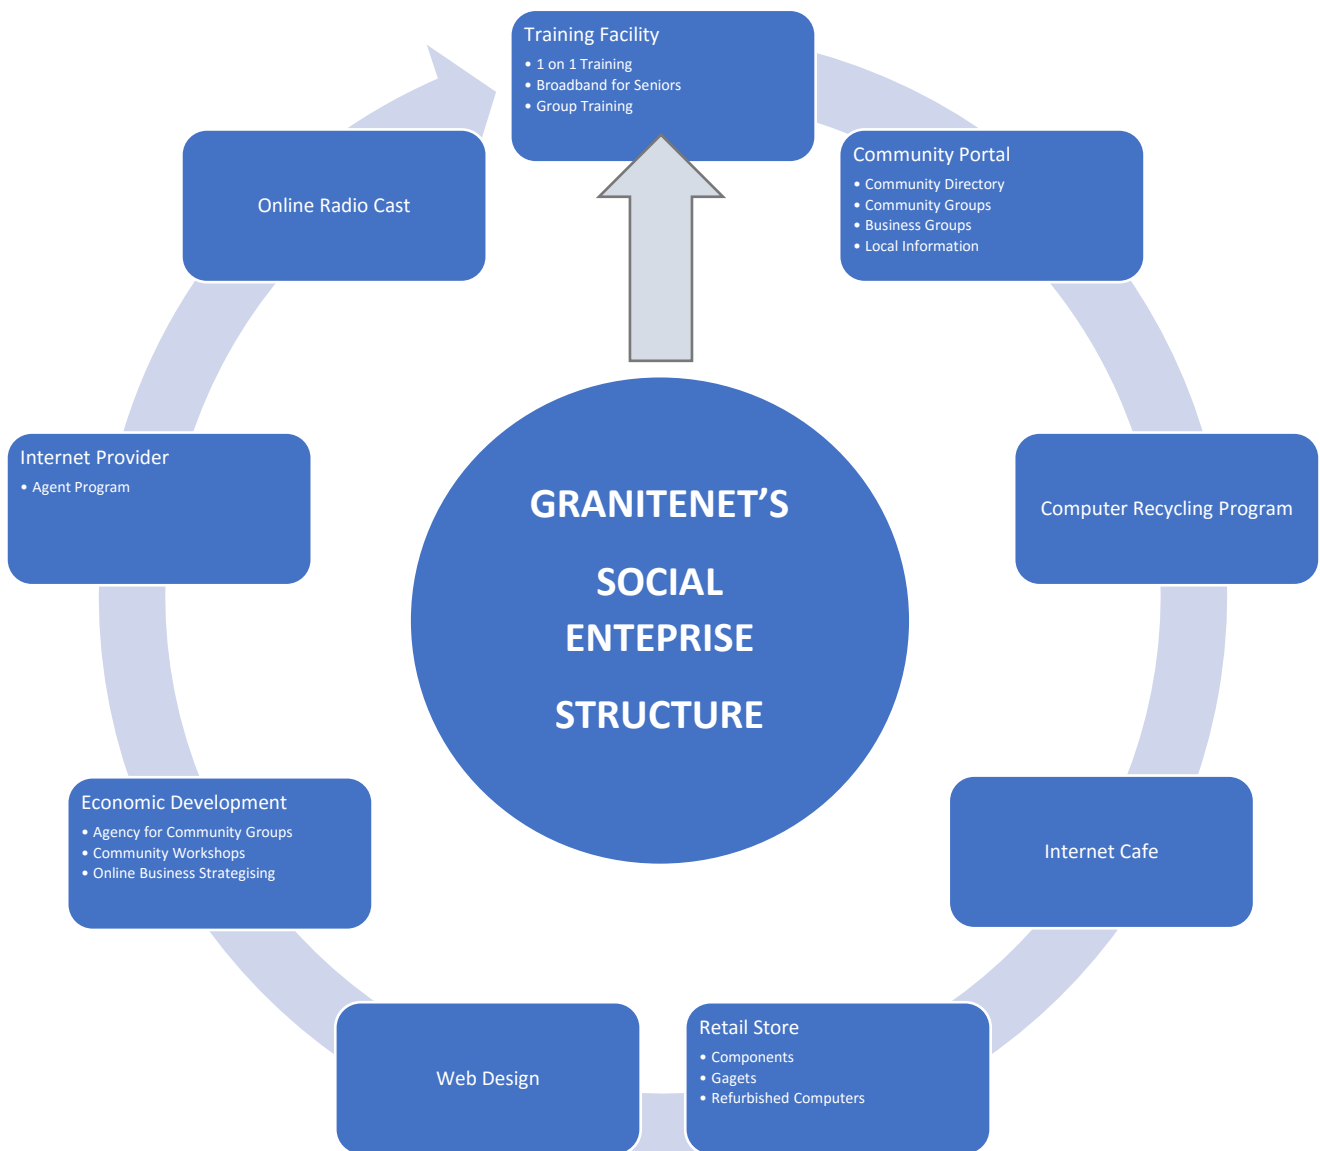 Training Facility
• 1 on 1 Training
• Broadband for Seniors
• Group Training
Community Portal
• Community Directory
• Community Groups
• Business Groups
• Local Information
Computer Recycling Program
Internet Cafe
Retail Store
• Components
• Gagets
• Refurbished Computers
Web Design
Economic Development
• Agency for Community Groups
• Community Workshops
• Online Business Strategising
Internet Provider
• Agent Program
Online Radio Cast
GRANITENET’S
SOCIAL
ENTEPRISE
STRUCTURE